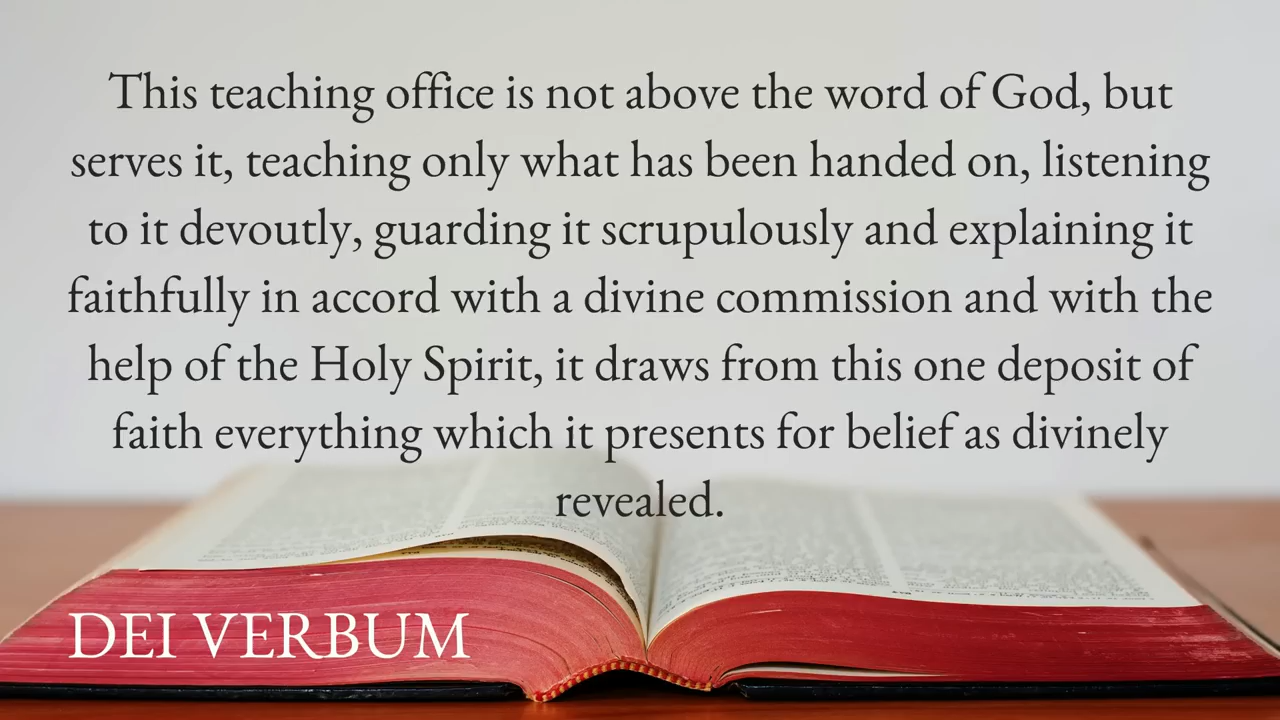 This teaching office is not above the word of God, but
serves it, teaching only what has been handed on, listening
to it devoutly, guarding it scrupulously and explaining it
faithfully in accord with a divine commission and with the
help of the Holy Spirit, it draws from this one deposit of
faith everything which it presents for belief as divinely
revealed.
DEI VERBUM